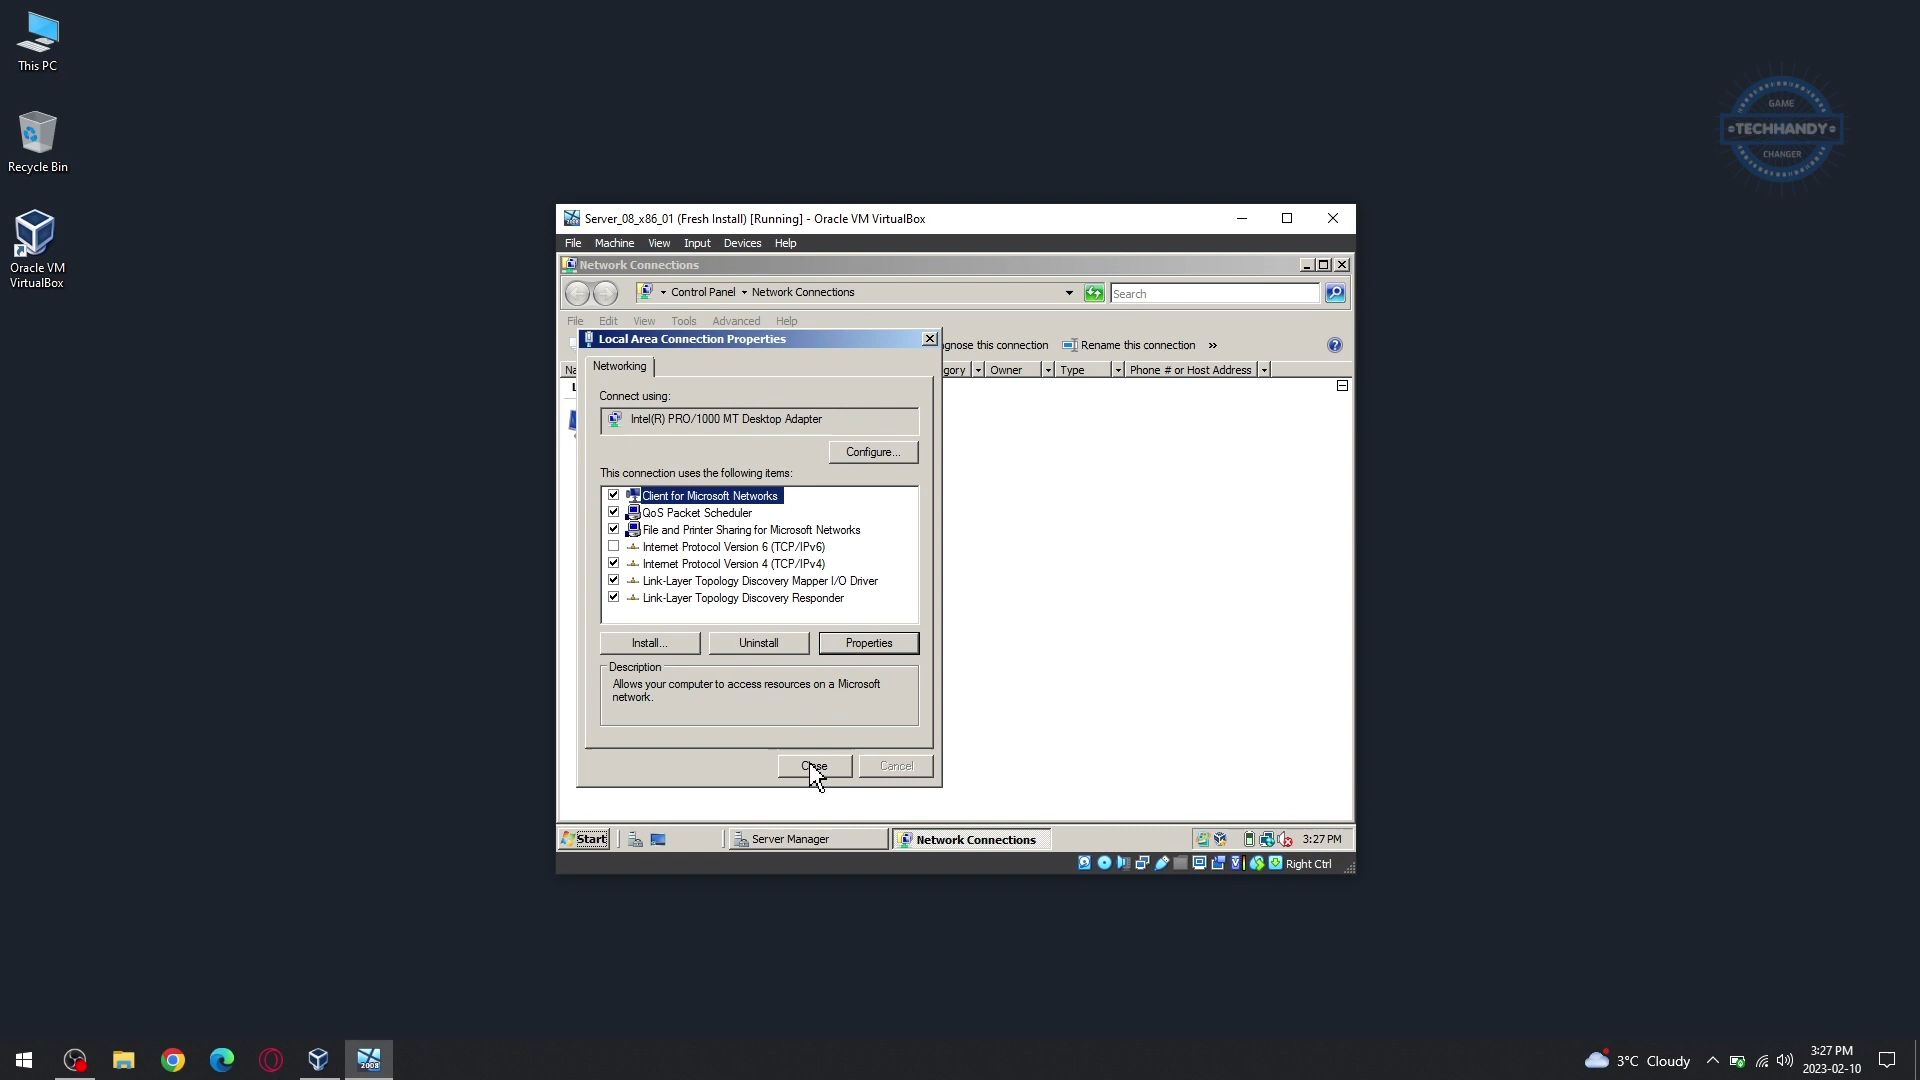 This PC
Recycle Bin
Oracle VM
VirtualBox
GAME
TECHHANDY
CHANGER
Server_08_x86_01 (Fresh Install) [Running] - Oracle VM VirtualBox
File Machine View Input Devices Help
Network Connections
Control Panel Network Connections
Search
File Edit View Tools Advanced Help
Local Area Connection Properties
gnose this connection Rename this connection »
Na
gory Owner Type Phone # or Host Address
L
Networking
Connect using:
Intel(R) PRO/1000 MT Desktop Adapter
Configure...
This connection uses the following items:
Client for Microsoft Networks
QoS Packet Scheduler
File and Printer Sharing for Microsoft Networks
Internet Protocol Version 6 (TCP/IPv6)
Internet Protocol Version 4 (TCP/IPv4)
Link-Layer Topology Discovery Mapper I/O Driver
Link-Layer Topology Discovery Responder
Install... Uninstall Properties
Description
Allows your computer to access resources on a Microsoft
network.
Close Cancel
Start Server Manager Network Connections 3:27 PM
Right Ctrl
2008
3°C Cloudy
3:27 PM
2023-02-10